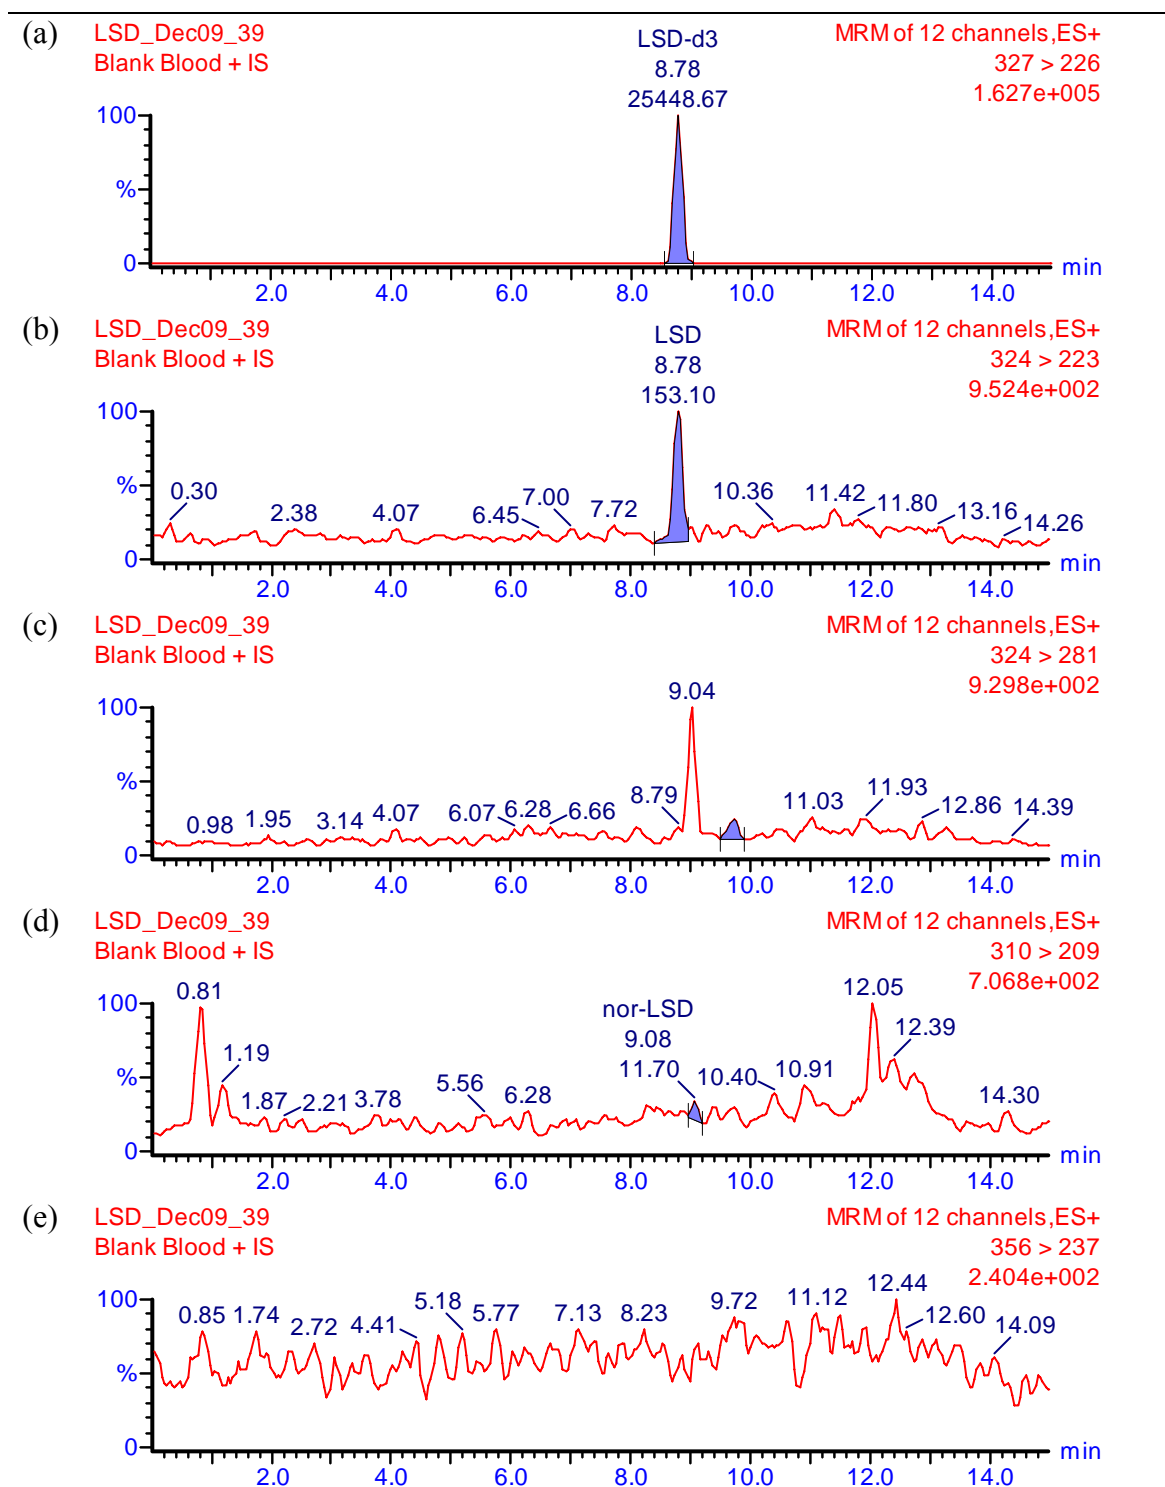 (a)
LSD_Dec09_39
Blank Blood + IS
LSD-d3
8.78
25448.67
MRM of 12 channels,ES+
327 > 226
1.627e+005
100
%
0
min
2.0 4.0 6.0 8.0 10.0 12.0 14.0
(b)
LSD_Dec09_39
Blank Blood + IS
LSD
8.78
153.10
MRM of 12 channels,ES+
324 > 223
9.524e+002
100
%
0
0.30 2.38 4.07 6.45 7.00 7.72 10.36 11.42 11.80 13.16 14.26
min
2.0 4.0 6.0 8.0 10.0 12.0 14.0
(c)
LSD_Dec09_39
Blank Blood + IS
MRM of 12 channels,ES+
324 > 281
9.298e+002
100
%
0
0.98 1.95 3.14 4.07 6.07 6.28 6.66 8.79 9.04 11.03 11.93 12.86 14.39
min
2.0 4.0 6.0 8.0 10.0 12.0 14.0
(d)
LSD_Dec09_39
Blank Blood + IS
MRM of 12 channels,ES+
310 > 209
7.068e+002
nor-LSD
9.08
11.70
100
%
0
0.81 1.19 1.87 2.21 3.78 5.56 6.28 10.40 10.91 12.05 12.39 14.30
min
2.0 4.0 6.0 8.0 10.0 12.0 14.0
(e)
LSD_Dec09_39
Blank Blood + IS
MRM of 12 channels,ES+
356 > 237
2.404e+002
100
%
0
0.85 1.74 2.72 4.41 5.18 5.77 7.13 8.23 9.72 11.12 12.44 12.60 14.09
min
2.0 4.0 6.0 8.0 10.0 12.0 14.0